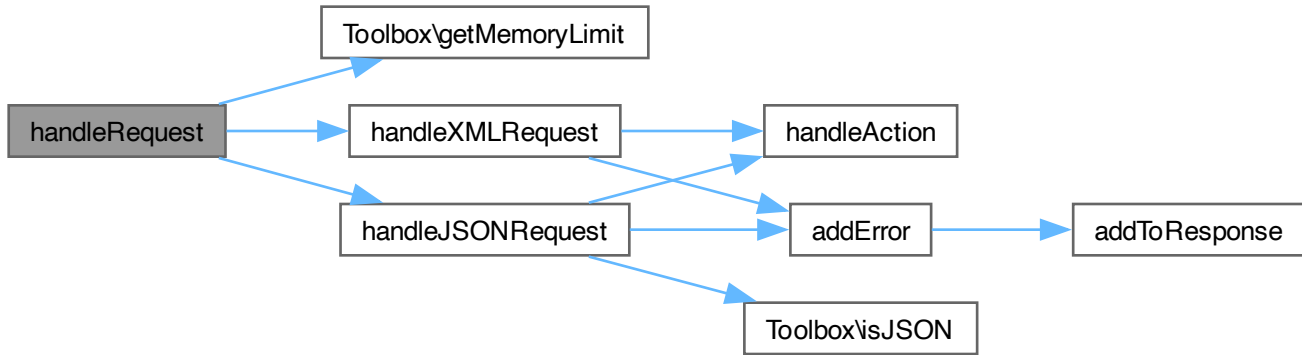 Toolbox\getMemoryLimit
handleRequest
handleXMLRequest
handleAction
handleJSONRequest
addError
addToResponse
Toolbox\isJSON